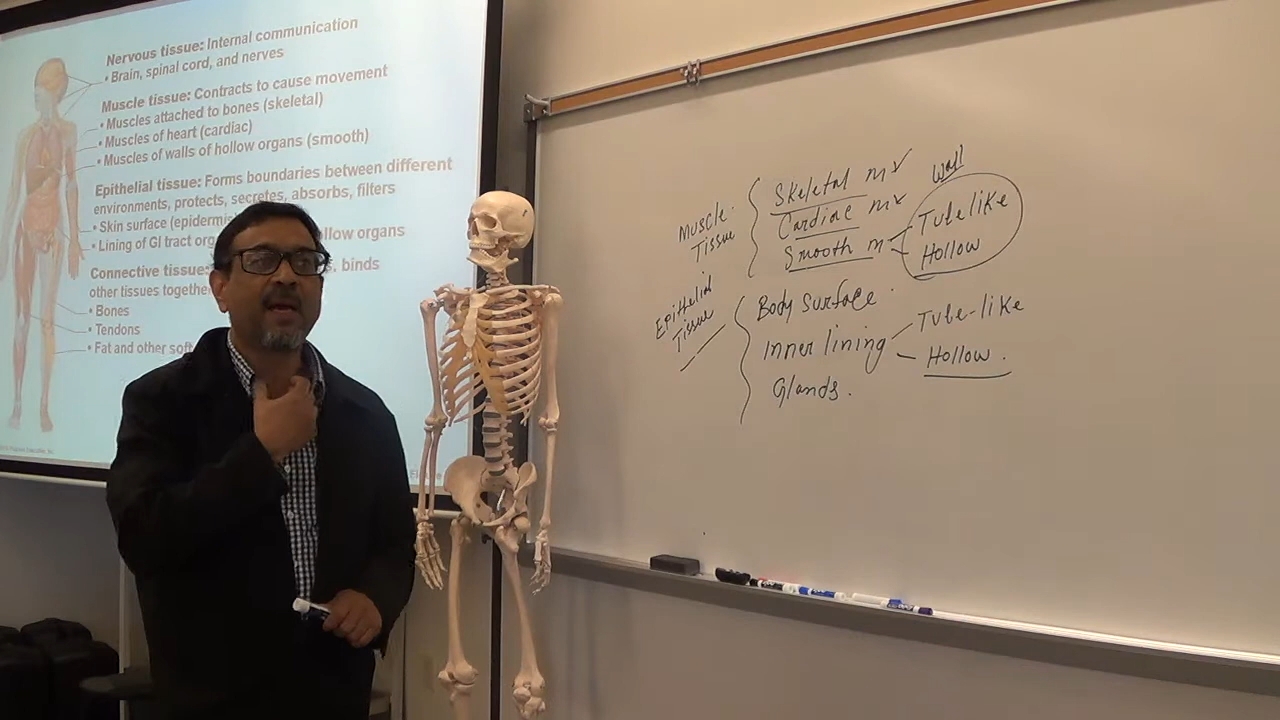 Nervous tissue: Internal communication
• Brain, spinal cord, and nerves
Muscle tissue: Contracts to cause movement
• Muscles attached to bones (skeletal)
• Muscles of heart (cardiac)
• Muscles of walls of hollow organs (smooth)
Epithelial tissue: Forms boundaries between different
environments, protects, secretes, absorbs, filters
• Skin surface (epidermis
• Lining of GI tract org llow organs
Connective tissue: binds
other tissues together
• Bones
• Tendons
• Fat and other soft
Muscle
Tissue
Skeletal m
Cardiac m
Smooth m
Wall
Tubelike
Hollow
Epithelial
Tissue
Body surface
Inner lining
Tube-like
Hollow.
Glands.